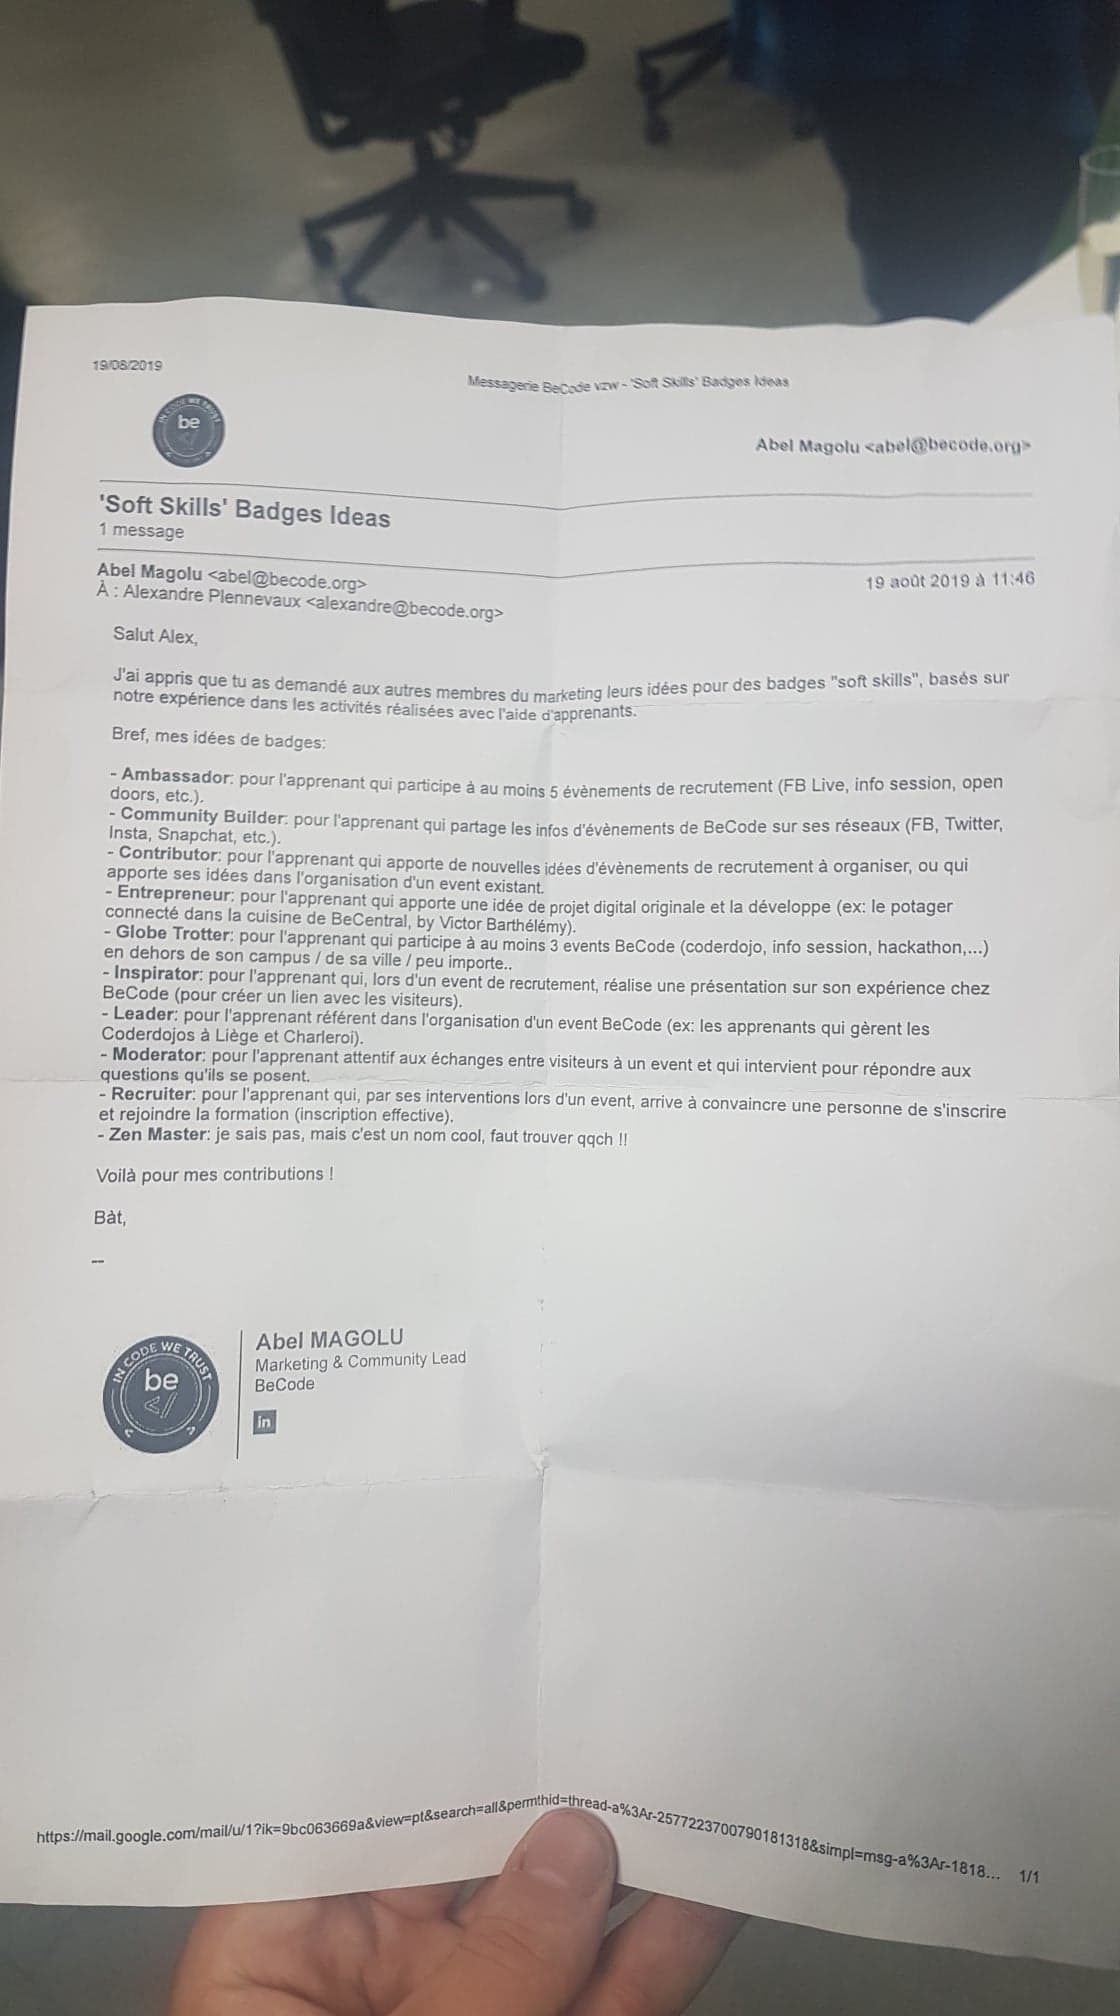 19/08/2019
Messagerie BeCode vzw - 'Soft Skills' Badges Ideas
IN CODE WE TRUST
be
</
Abel Magolu <abel@becode.org>
'Soft Skills' Badges Ideas
1 message
Abel Magolu <abel@becode.org>
19 août 2019 à 11:46
À : Alexandre Plennevaux <alexandre@becode.org>
Salut Alex,
J'ai appris que tu as demandé aux autres membres du marketing leurs idées pour des badges "soft skills", basés sur
notre expérience dans les activités réalisées avec l'aide d'apprenants.
Bref, mes idées de badges:
- Ambassador: pour l'apprenant qui participe à au moins 5 évènements de recrutement (FB Live, info session, open
doors, etc.).
- Community Builder: pour l'apprenant qui partage les infos d'évènements de BeCode sur ses réseaux (FB, Twitter,
Insta, Snapchat, etc.).
- Contributor: pour l'apprenant qui apporte de nouvelles idées d'évènements de recrutement à organiser, ou qui
apporte ses idées dans l'organisation d'un event existant.
- Entrepreneur: pour l'apprenant qui apporte une idée de projet digital originale et la développe (ex: le potager
connecté dans la cuisine de BeCentral, by Victor Barthélémy).
- Globe Trotter: pour l'apprenant qui participe à au moins 3 events BeCode (coderdojo, info session, hackathon,...)
en dehors de son campus / de sa ville / peu importe..
- Inspirator: pour l'apprenant qui, lors d'un event de recrutement, réalise une présentation sur son expérience chez
BeCode (pour créer un lien avec les visiteurs).
- Leader: pour l'apprenant référent dans l'organisation d'un event BeCode (ex: les apprenants qui gèrent les
Coderdojos à Liège et Charleroi).
- Moderator: pour l'apprenant attentif aux échanges entre visiteurs à un event et qui intervient pour répondre aux
questions qu'ils se posent.
- Recruiter: pour l'apprenant qui, par ses interventions lors d'un event, arrive à convaincre une personne de s'inscrire
et rejoindre la formation (inscription effective).
- Zen Master: je sais pas, mais c'est un nom cool, faut trouver qqch !!
Voilà pour mes contributions !
Bàt,
---
IN CODE WE TRUST
be
</
< >
Abel MAGOLU
Marketing & Community Lead
BeCode
in
https://mail.google.com/mail/u/1?ik=9bc063669a&view=pt&search=all&permthid=thread-a%3Ar-2577223700790181318&simpl=msg-a%3Ar-1818... 1/1